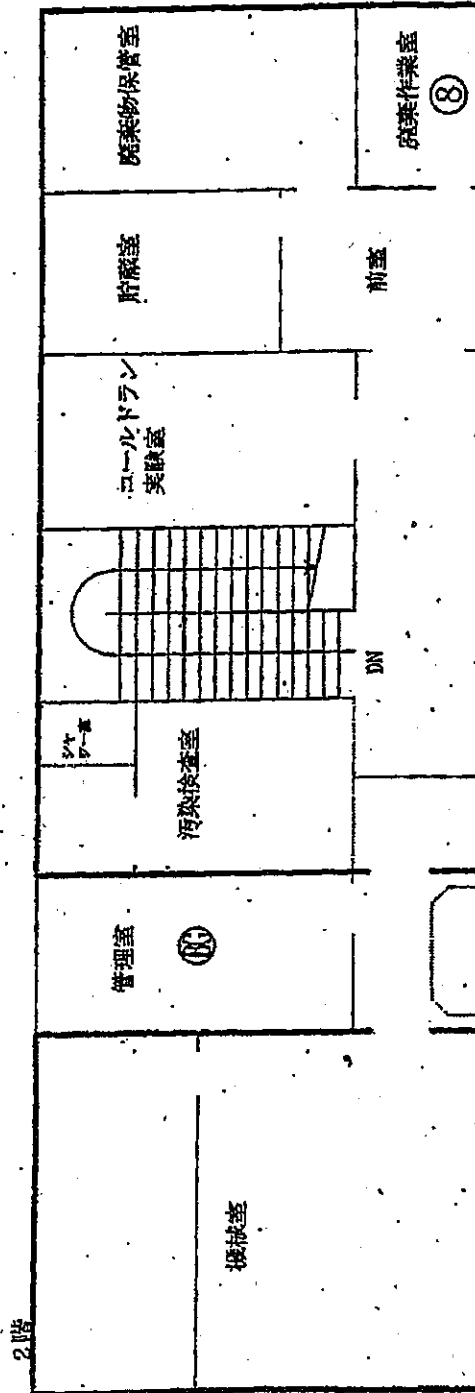 2階
機械室
管理室
BG
シャワー室
汚染検査室
DN
コールドラン
実験室
貯蔵室
前室
廃棄物保管室
廃棄作業室
⑧